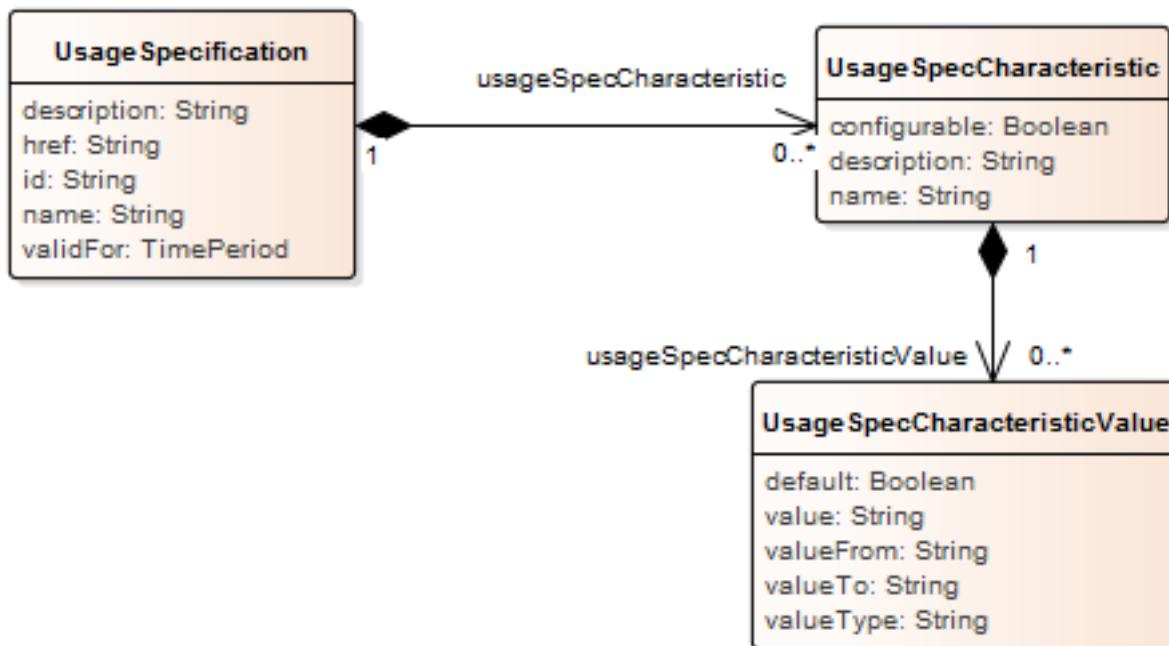 UsageSpecification
description: String
href: String
id: String
name: String
validFor: TimePeriod
usageSpecCharacteristic
1
0..*
UsageSpecCharacteristic
configurable: Boolean
description: String
name: String
1
usageSpecCharacteristicValue
0..*
UsageSpecCharacteristicValue
default: Boolean
value: String
valueFrom: String
valueTo: String
valueType: String